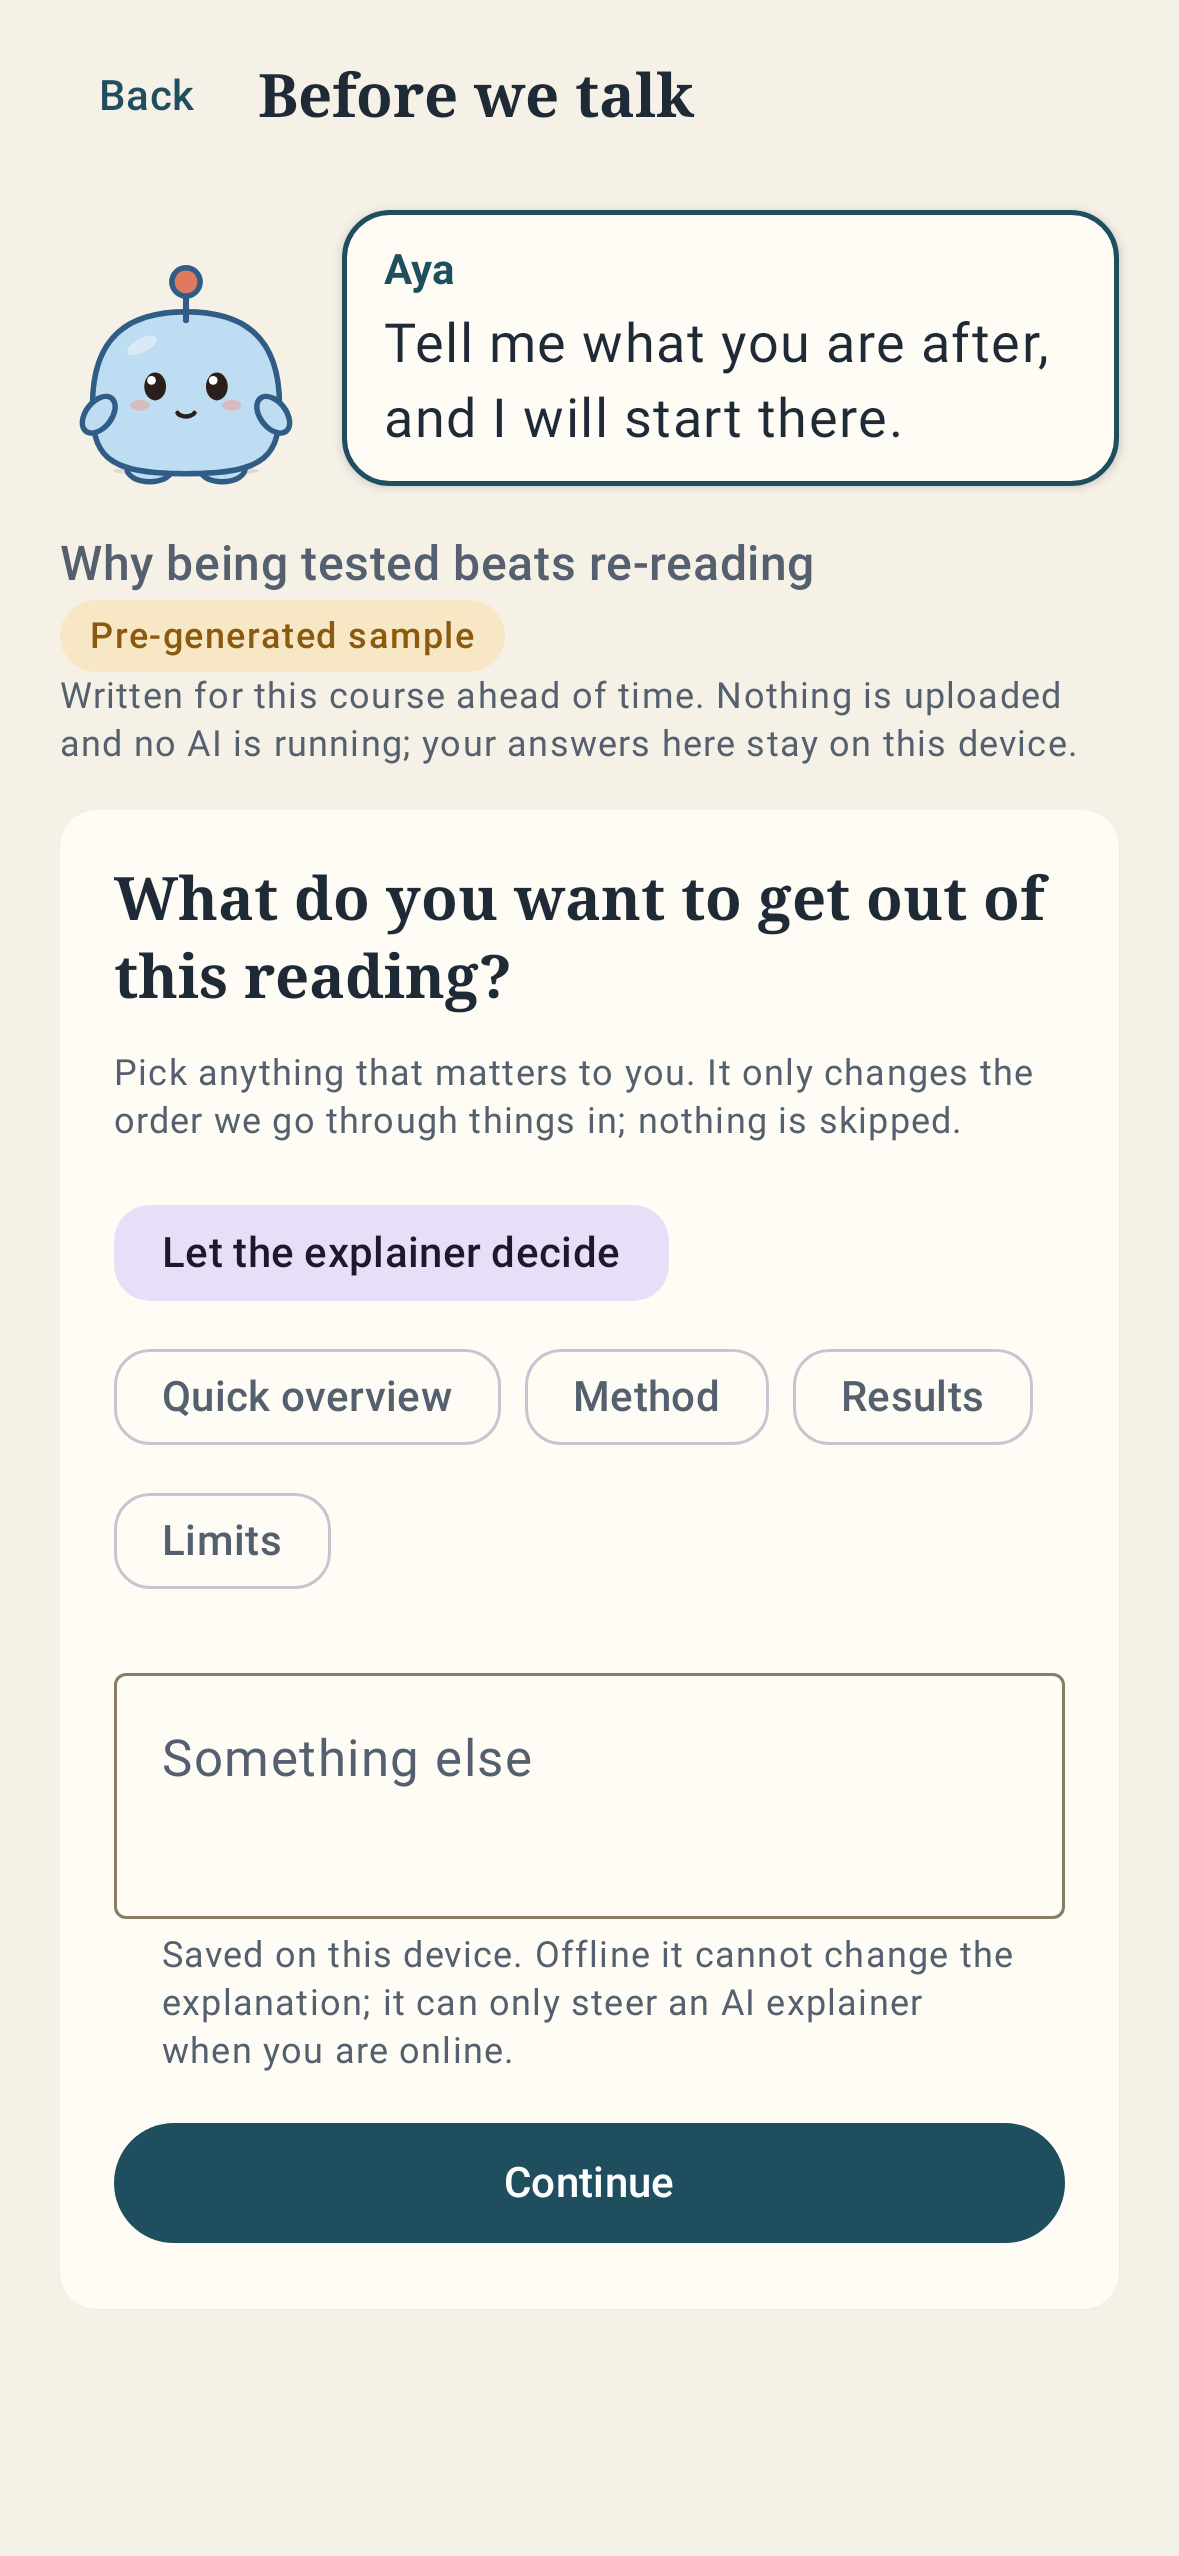 Back
Before we talk
Aya
Tell me what you are after,
and I will start there.
Why being tested beats re-reading
Pre-generated sample
Written for this course ahead of time. Nothing is uploaded
and no AI is running; your answers here stay on this device.
What do you want to get out of
this reading?
Pick anything that matters to you. It only changes the
order we go through things in; nothing is skipped.
Let the explainer decide
Quick overview
Method
Results
Limits
Something else
Saved on this device. Offline it cannot change the
explanation; it can only steer an AI explainer
when you are online.
Continue